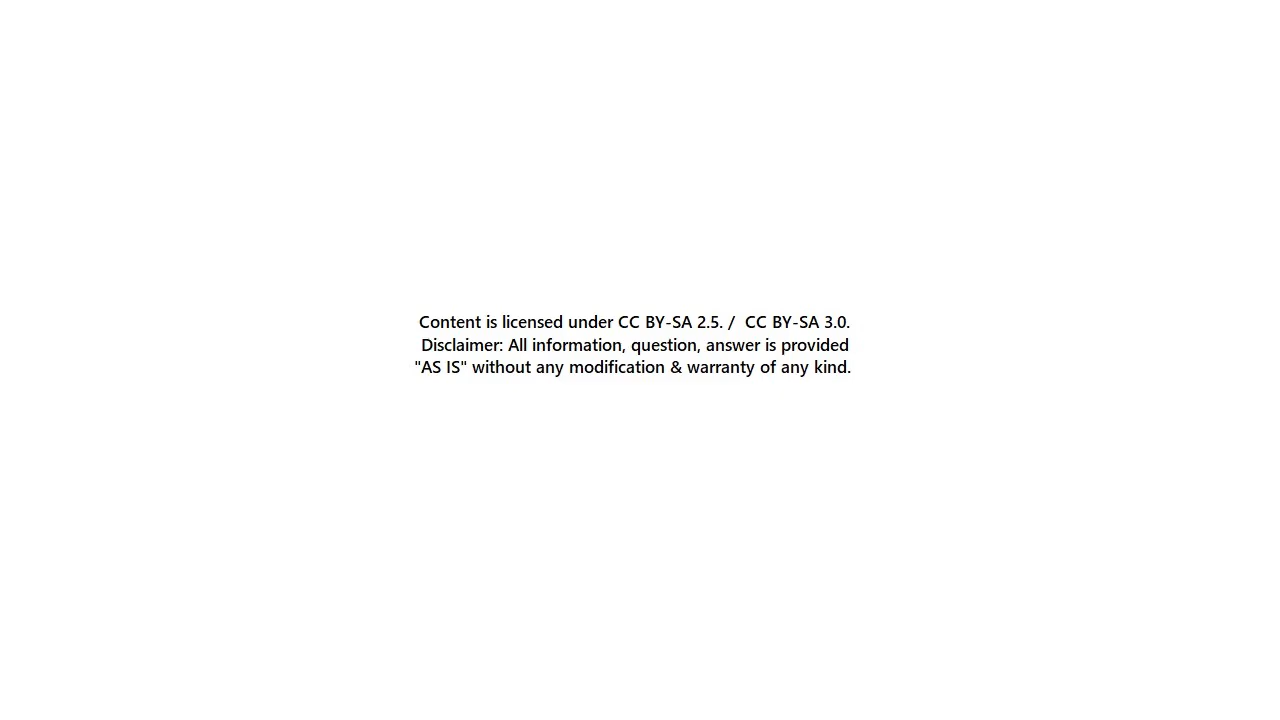 Content is licensed under CC BY-SA 2.5. /  CC BY-SA 3.0.
Disclaimer: All information, question, answer is provided
"AS IS" without any modification & warranty of any kind.